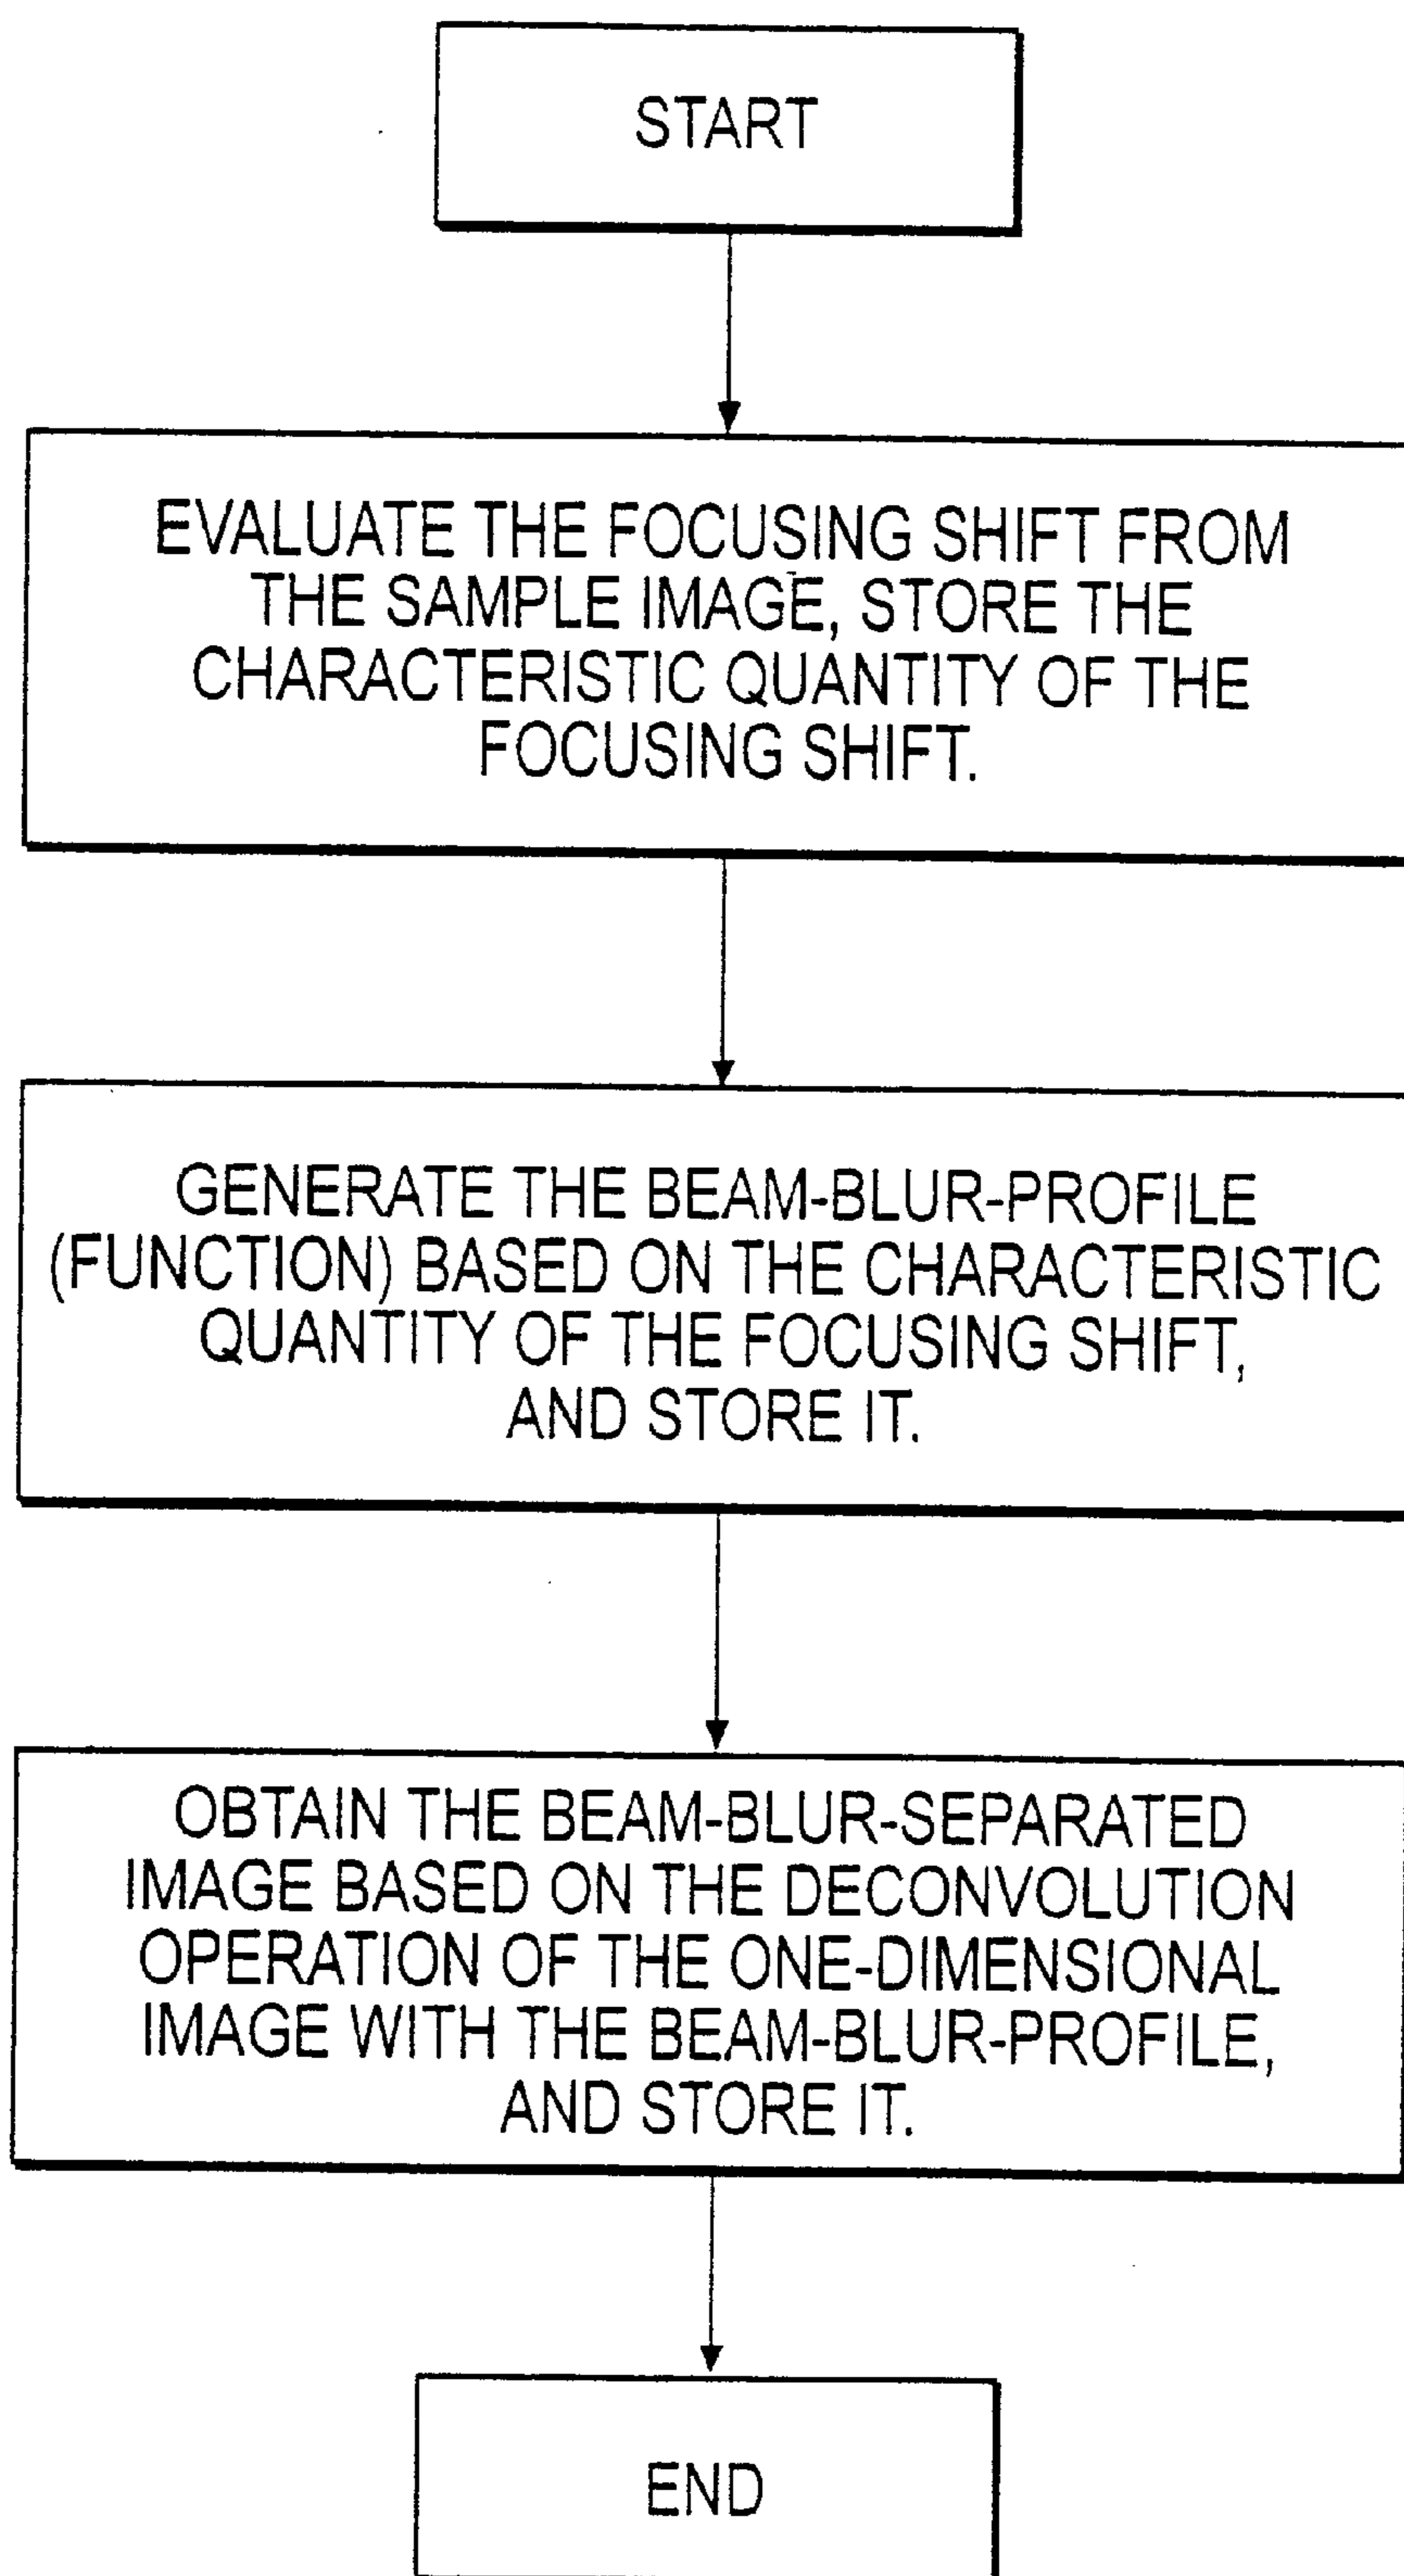 START
EVALUATE THE FOCUSING SHIFT FROM
THE SAMPLE IMAGE, STORE THE
CHARACTERISTIC QUANTITY OF THE
FOCUSING SHIFT.
GENERATE THE BEAM-BLUR-PROFILE
(FUNCTION) BASED ON THE CHARACTERISTIC
QUANTITY OF THE FOCUSING SHIFT,
AND STORE IT.
OBTAIN THE BEAM-BLUR-SEPARATED
IMAGE BASED ON THE DECONVOLUTION
OPERATION OF THE ONE-DIMENSIONAL
IMAGE WITH THE BEAM-BLUR-PROFILE,
AND STORE IT.
END